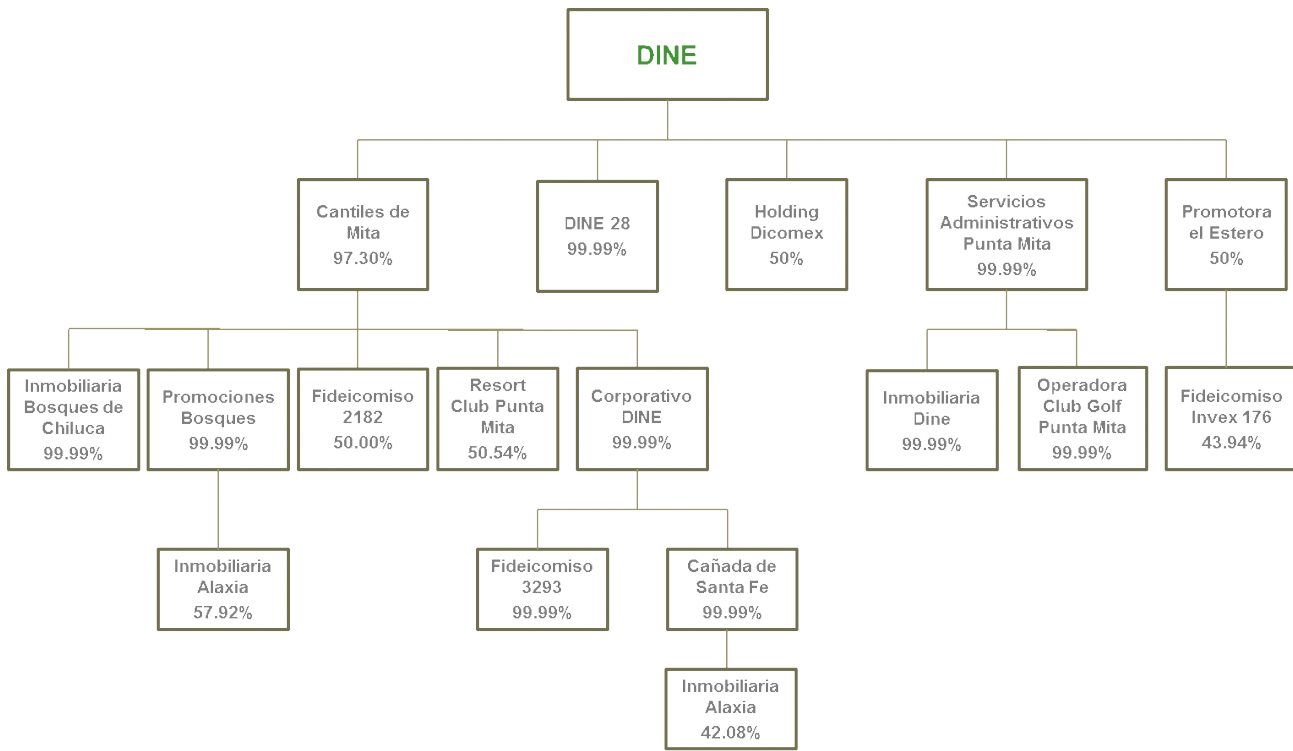 DINE
Cantiles de
Mita
97.30%
DINE 28
99.99%
Holding
Dicomex
50%
Servicios
Administrativos
Punta Mita
99.99%
Promotora
el Estero
50%
Inmobiliaria
Bosques de
Chiluca
99.99%
Promociones
Bosques
99.99%
Fideicomiso
2182
50.00%
Resort
Club Punta
Mita
50.54%
Corporativo
DINE
99.99%
Inmobiliaria
Dine
99.99%
Operadora
Club Golf
Punta Mita
99.99%
Fideicomiso
Invex 176
43.94%
Inmobiliaria
Alaxia
57.92%
Fideicomiso
3293
99.99%
Cañada de
Santa Fe
99.99%
Inmobiliaria
Alaxia
42.08%